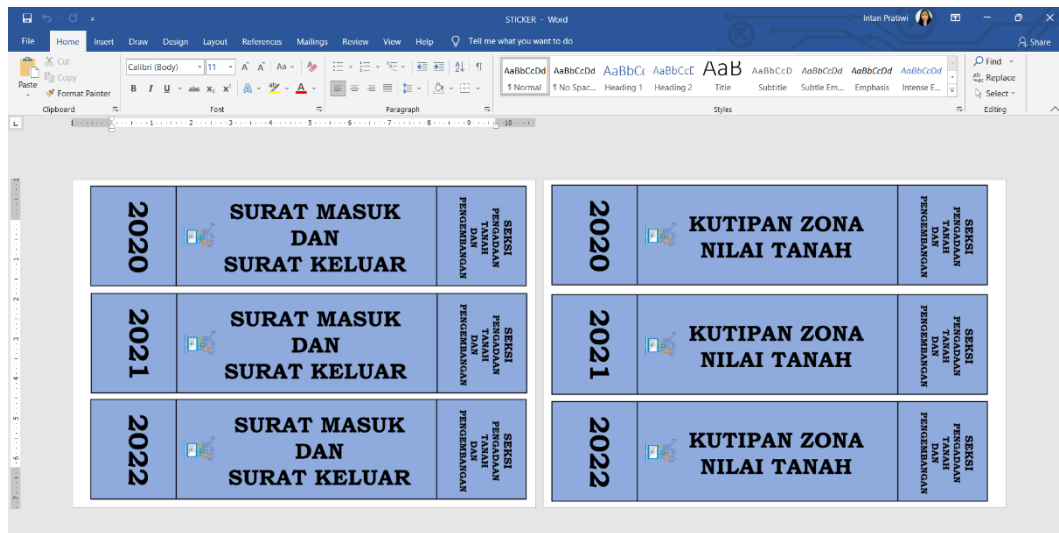 STICKER - Word
Intan Pratiwi
File Home Insert Draw Design Layout References Mailings Review View Help Tell me what you want to do
Share
Paste
Cut
Copy
Format Painter
Clipboard
Calibri (Body) 11
Font
Paragraph
AaBbCcDd AaBbCcDd AaBbCc AaBbCcE AaB AaBbCcD AaBbCcDd AaBbCcDd AaBbCcDd
¶ Normal ¶ No Spac... Heading 1 Heading 2 Title Subtitle Subtle Em... Emphasis Intense E...
Styles
Find
Replace
Select
Editing
2020
SURAT MASUK
DAN
SURAT KELUAR
SEKSI
PENGADAAN
TANAH
DAN
PENGEMBANGAN
2020
KUTIPAN ZONA
NILAI TANAH
SEKSI
PENGADAAN
TANAH
DAN
PENGEMBANGAN
2021
SURAT MASUK
DAN
SURAT KELUAR
SEKSI
PENGADAAN
TANAH
DAN
PENGEMBANGAN
2021
KUTIPAN ZONA
NILAI TANAH
SEKSI
PENGADAAN
TANAH
DAN
PENGEMBANGAN
2022
SURAT MASUK
DAN
SURAT KELUAR
SEKSI
PENGADAAN
TANAH
DAN
PENGEMBANGAN
2022
KUTIPAN ZONA
NILAI TANAH
SEKSI
PENGADAAN
TANAH
DAN
PENGEMBANGAN